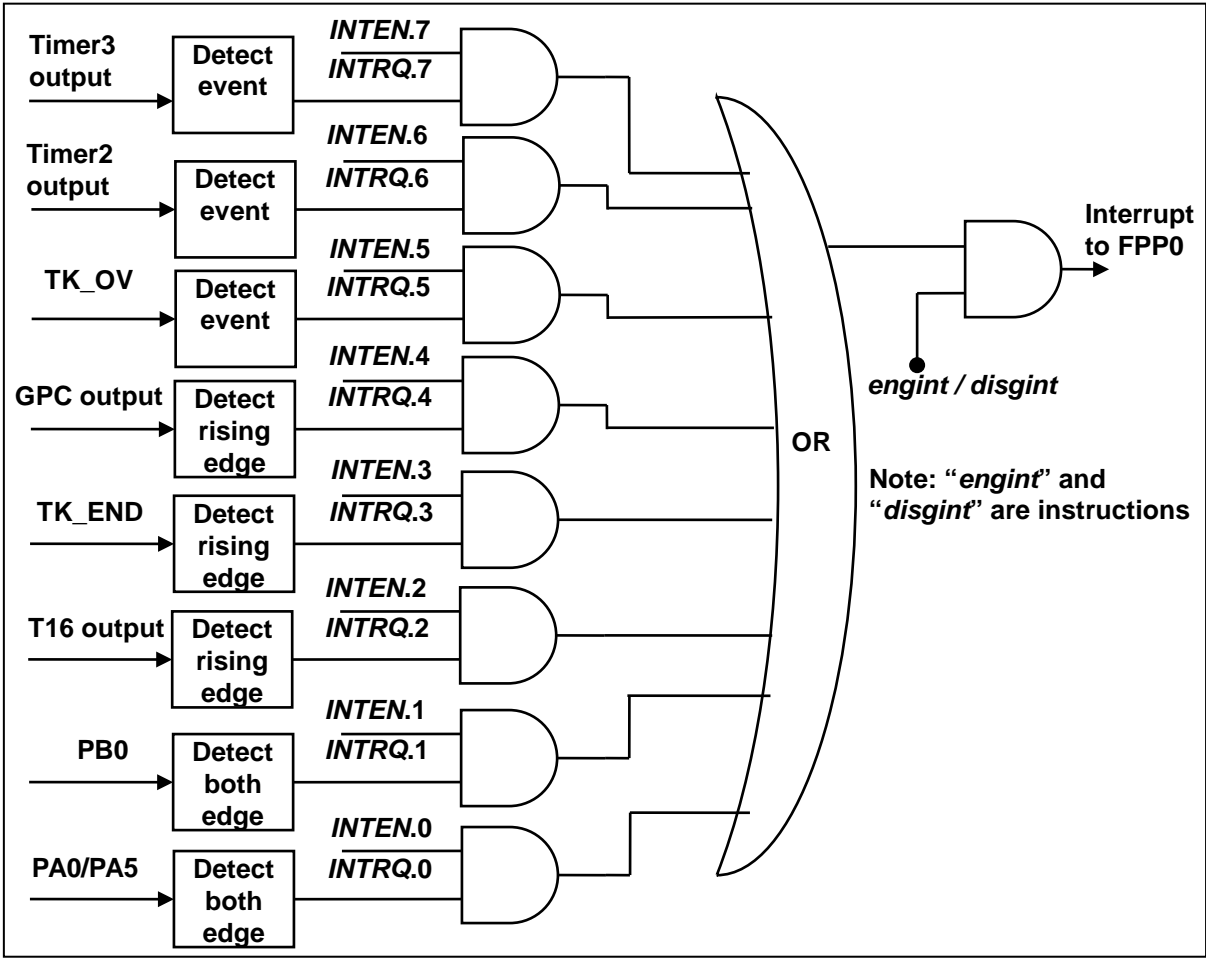 Timer3
output
Detect
event
INTEN.7
INTRQ.7
Timer2
output
Detect
event
INTEN.6
INTRQ.6
TK_OV
Detect
event
INTEN.5
INTRQ.5
GPC output
Detect
rising
edge
INTEN.4
INTRQ.4
TK_END
Detect
rising
edge
INTEN.3
INTRQ.3
T16 output
Detect
rising
edge
INTEN.2
INTRQ.2
PB0
Detect
both
edge
INTEN.1
INTRQ.1
PA0/PA5
Detect
both
edge
INTEN.0
INTRQ.0
OR
Interrupt
to FPP0
engint / disgint
Note: “engint” and
“disgint” are instructions